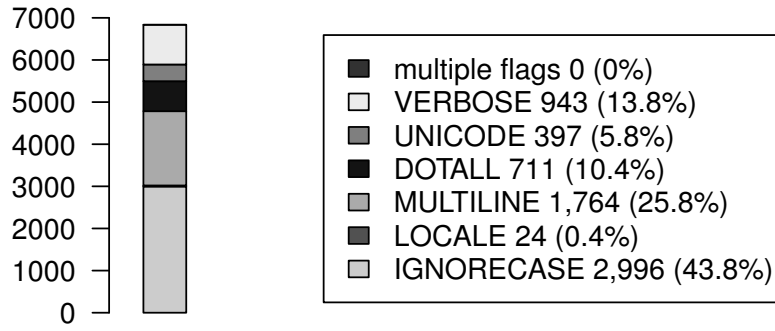 7000
6000
5000
4000
3000
2000
1000
0
multiple flags 0 (0%)
VERBOSE 943 (13.8%)
UNICODE 397 (5.8%)
DOTALL 711 (10.4%)
MULTILINE 1,764 (25.8%)
LOCALE 24 (0.4%)
IGNORECASE 2,996 (43.8%)